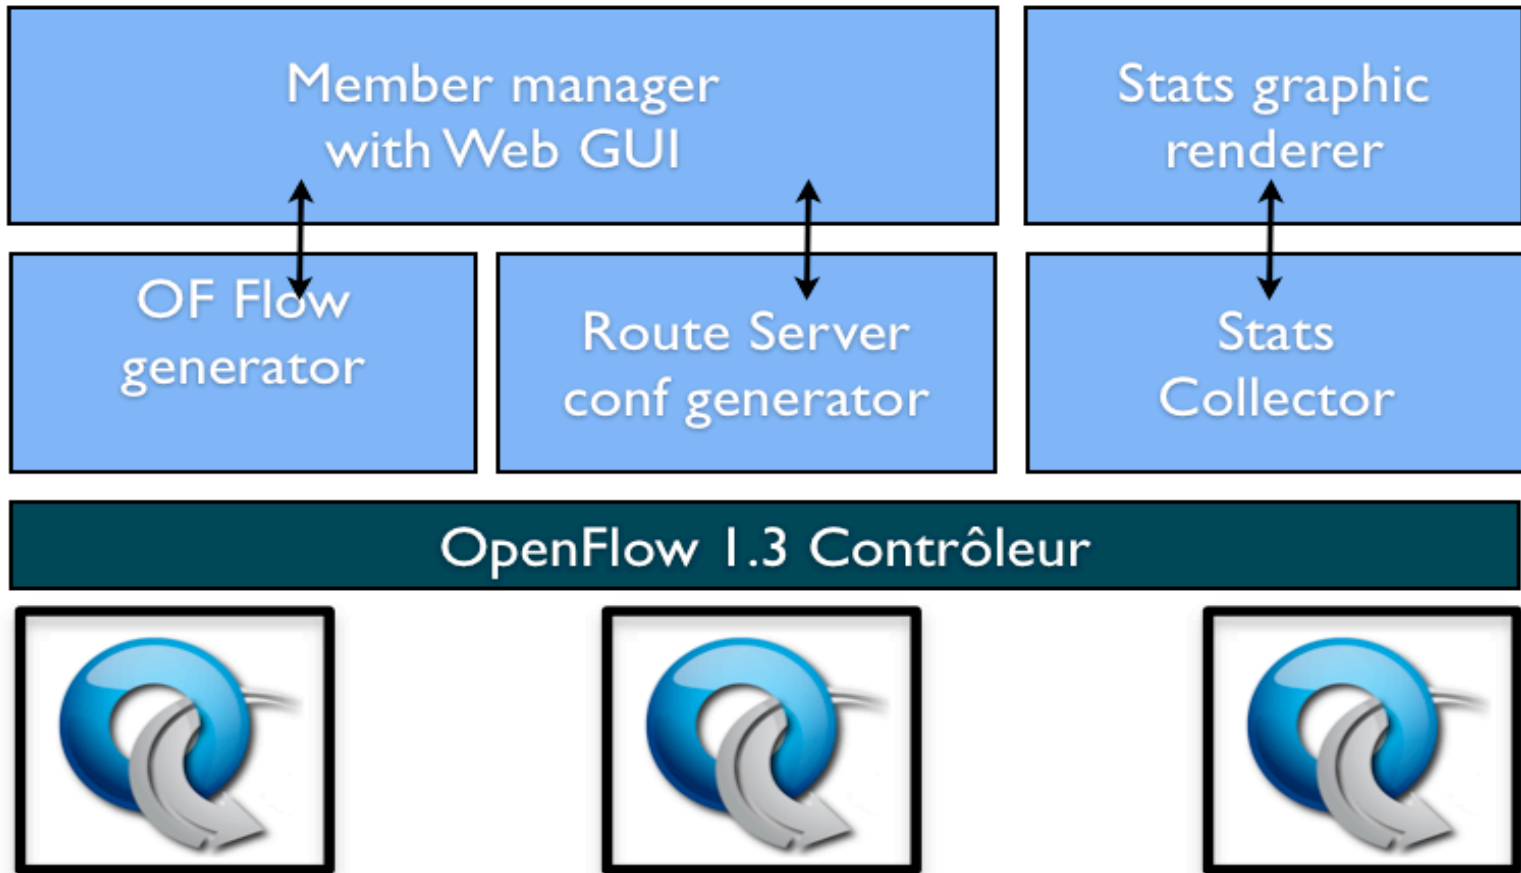 Member manager
with Web GUI
Stats graphic
renderer
OF Flow
generator
Route Server
conf generator
Stats
Collector
OpenFlow 1.3 Contrôleur